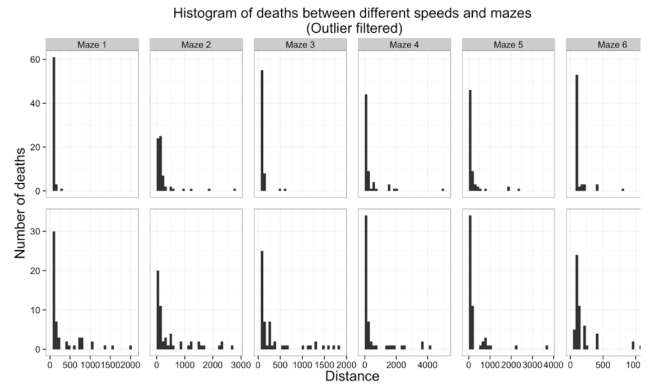 Histogram of deaths between different speeds and mazes
(Outlier filtered)
Maze 1 Maze 2 Maze 3 Maze 4 Maze 5 Maze 6
60
40
20
0
Number of deaths
30
20
10
0
0 500 1000 1500 2000 0 1000 2000 3000 0 500 1000 1500 2000 0 2000 4000 0 1000 2000 3000 4000 0 500 10
Distance